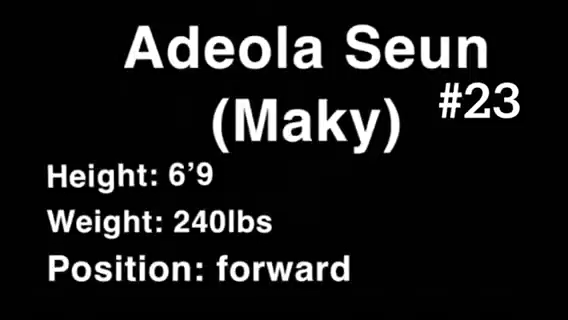 Adeola Seun
(Maky) #23
Height: 6’9
Weight: 240lbs
Position: forward